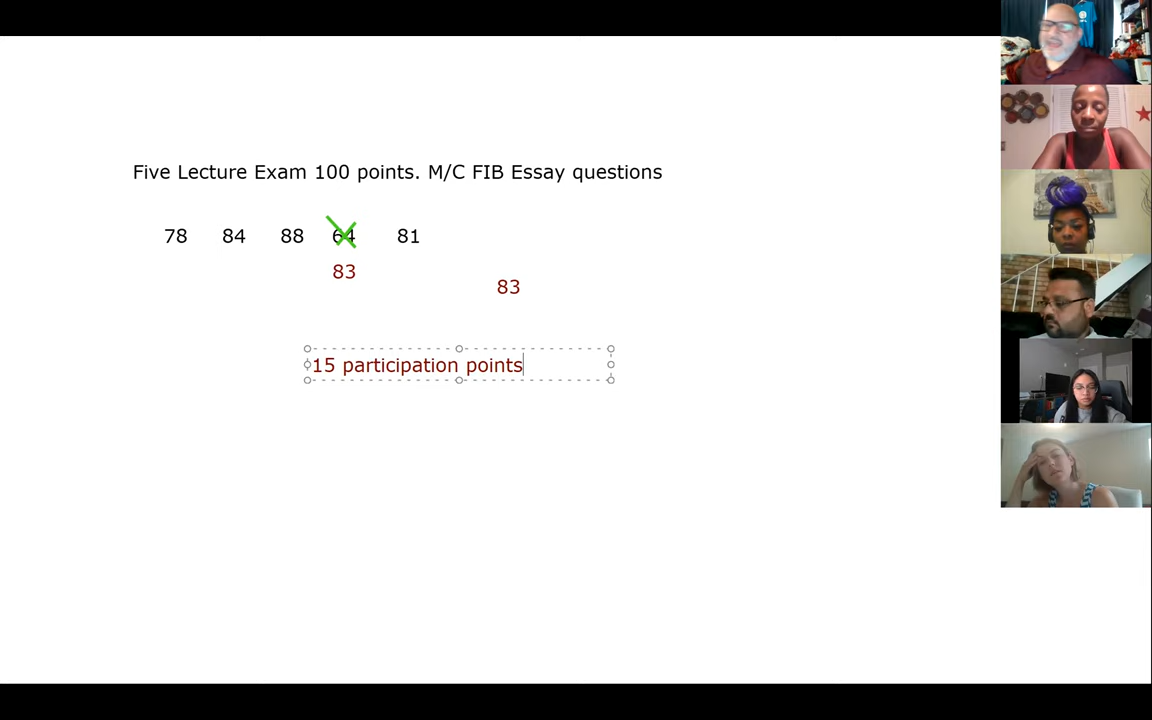 Five Lecture Exam 100 points. M/C FIB Essay questions
78 84 88 64 81
83
83
15 participation points